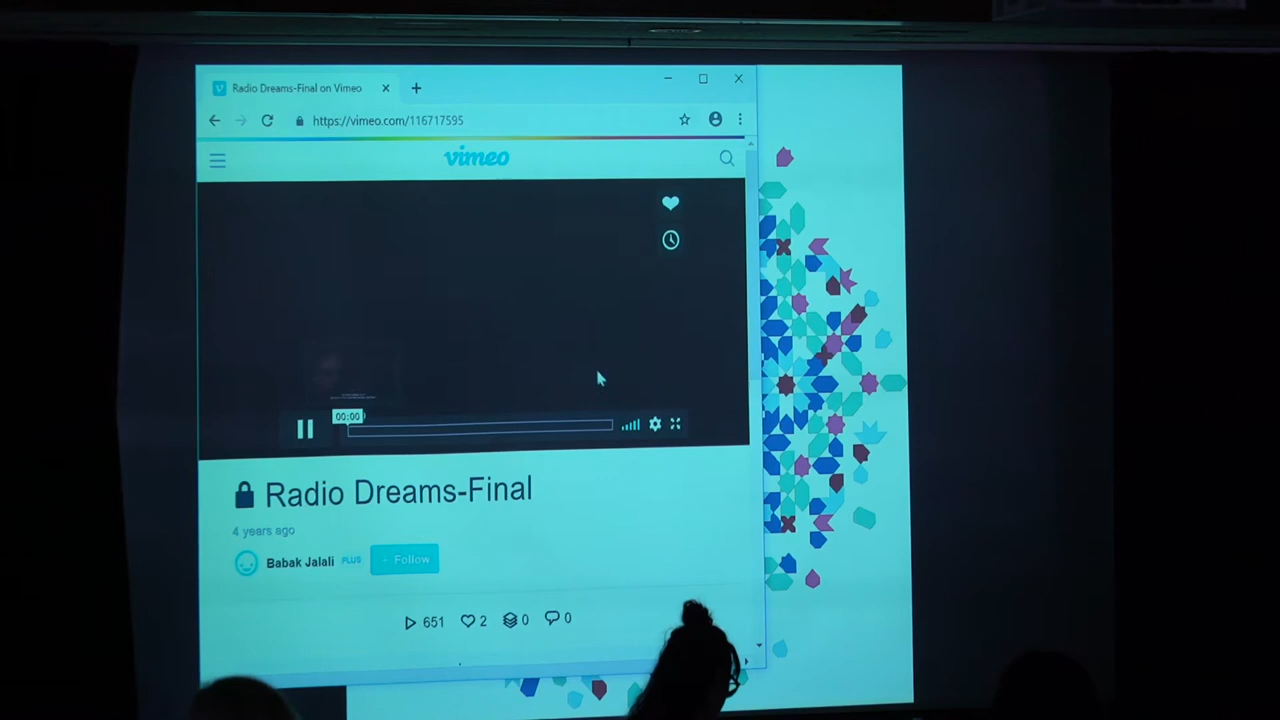 Radio Dreams-Final on Vimeo
https://vimeo.com/116717595
vimeo
00:00
Radio Dreams-Final
4 years ago
Babak Jalali PLUS + Follow
651 2 0 0